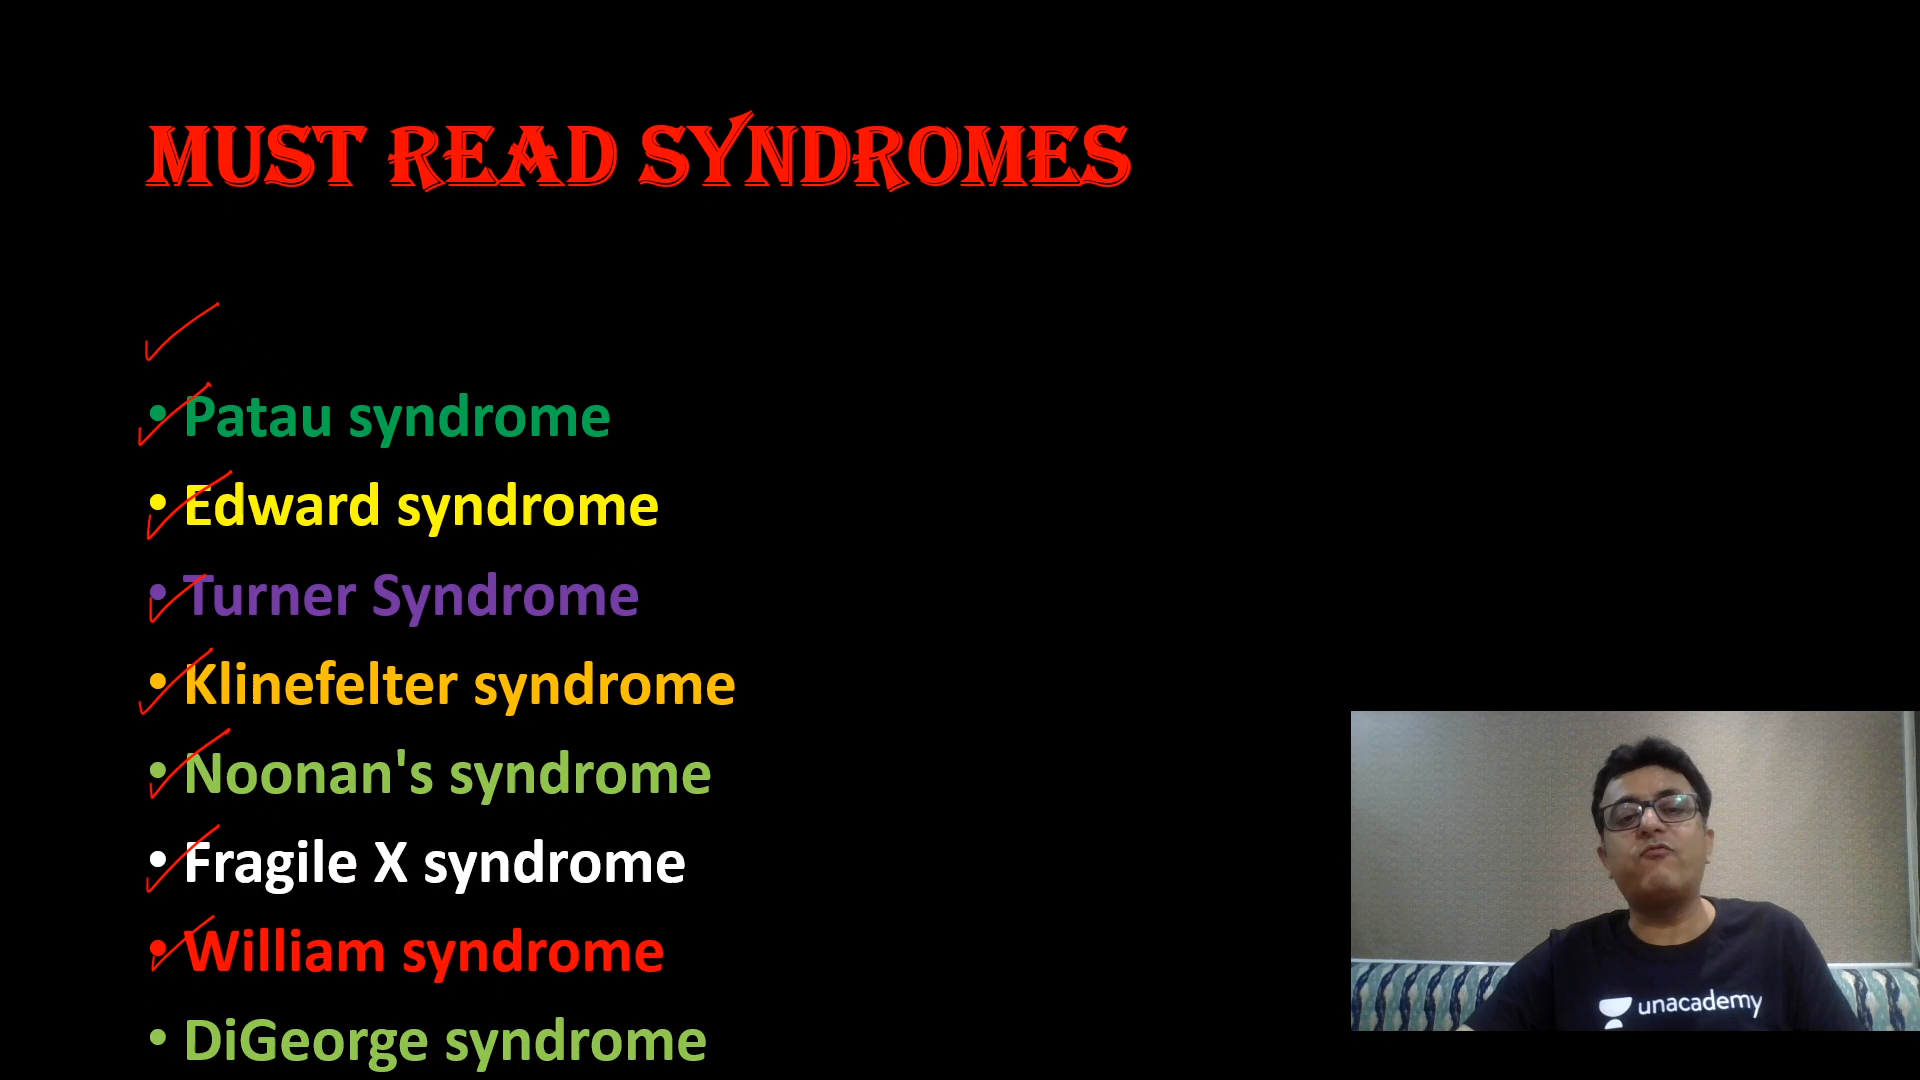 MUST READ SYNDROMES
• Patau syndrome
• Edward syndrome
• Turner Syndrome
• Klinefelter syndrome
• Noonan's syndrome
• Fragile X syndrome
• William syndrome
• DiGeorge syndrome
unacademy